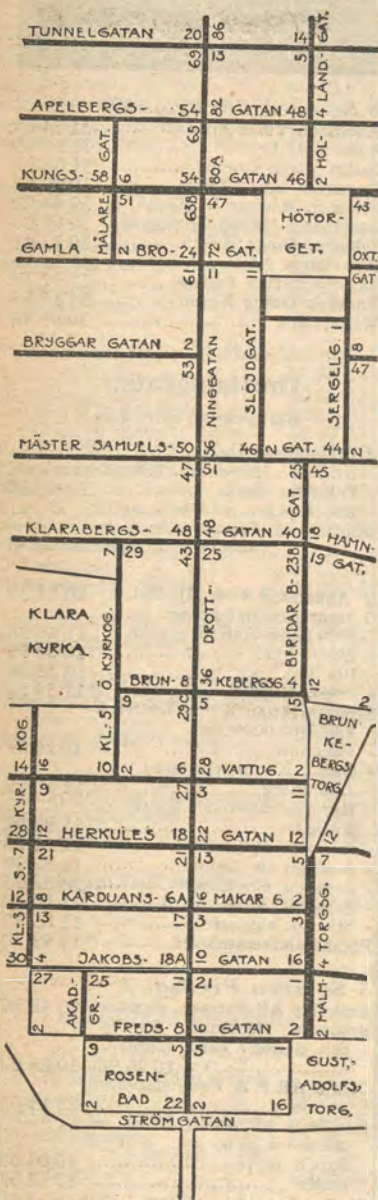 TUNNELGATAN 20 86 14 GAT.
69 13 5 LÄND-
APELBERGS- 54 82 GATAN 48 4
65 1 HOL-
KUNGS- 58 GAT. 6 54 80A GATAN 46 2
51 63B 47 HÖTOR- 43
GAMLA MÅLARE 2 BRO- 24 72 GAT. GET. OXT.
61 11 11 GAT
BRYGGAR GATAN 2 NINGGATAN SLÖJDGAT. SERGELG 1 8
53 47
MÄSTER SAMUELS- 50 56 46 2 GAT. 44 2
47 51 GAT 25 45
KLARABERGS- 48 48 GATAN 40 18 HAMN-
7 29 43 25 23B 19 GAT.
KLARA
KYRKA
Ö. KYRKOG. DROTT- BERIDAR B-
BRUN- 8 36 KEBERGSG. 4 12
KL. 5 9 29C 5 15 BRUN- 2
KOG. KE-
14 16 10 2 6 28 VATTUG 2 BERGS
KYR- 9 27 3 11 TORG
28 12 HERKULES 18 22 GATAN 12 12
S. 7 21 21 13 5 7
12 8 KARDUANS- 6A 16 MAKAR G 2 2
KL. 3 13 17 3 3 TORGSG.
30 4 JAKOBS- 18A 10 GATAN 16 4
27 25 11 21 1 MALM-
2 AKAD.- GR. FREDS- 8 6 GATAN 2 2
9 5 5 1 GUST.-
ROSEN- ADOLFS,
2 BAD 22 2 16 TORG.
STRÖMGATAN